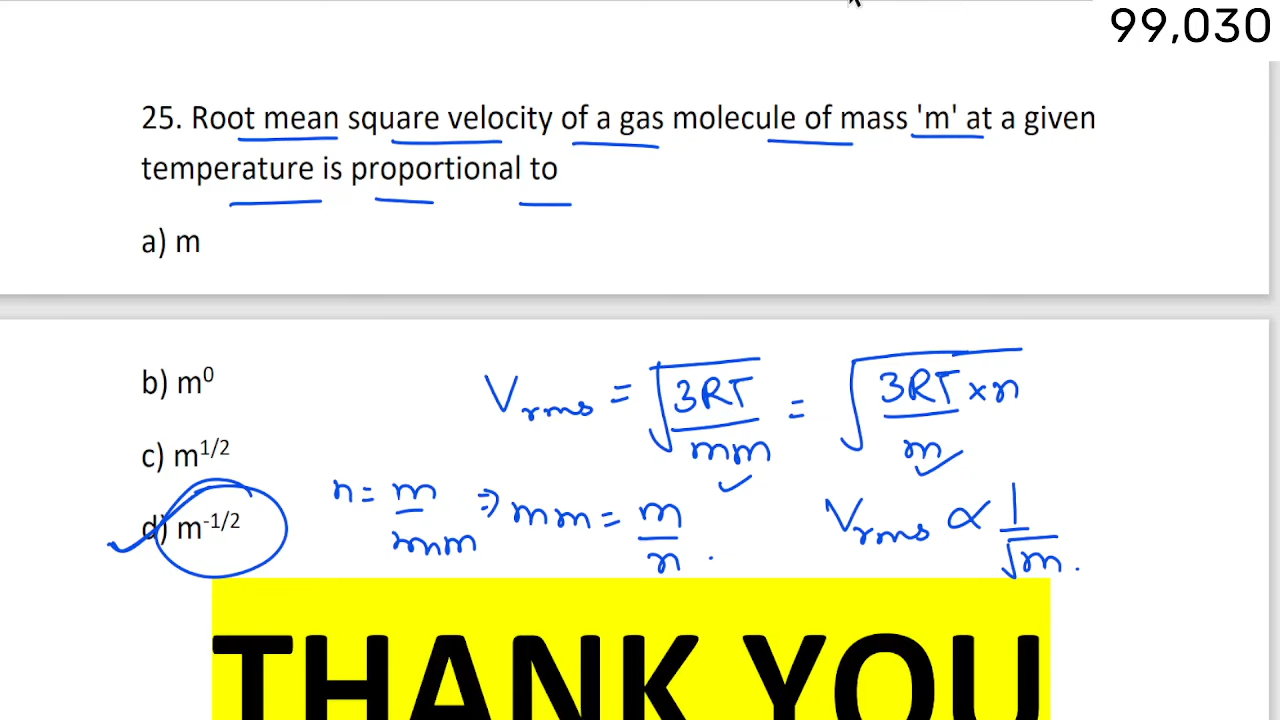 99,030
25. Root mean square velocity of a gas molecule of mass 'm' at a given
temperature is proportional to
a) m
b) m⁰
c) m^1/2
d) m^-1/2
Vrms = √(3RT/mm) = √(3RT×n/m)
n = m/mm ⇒ mm = m/n.
Vrms ∝ 1/√m.
THANK YOU